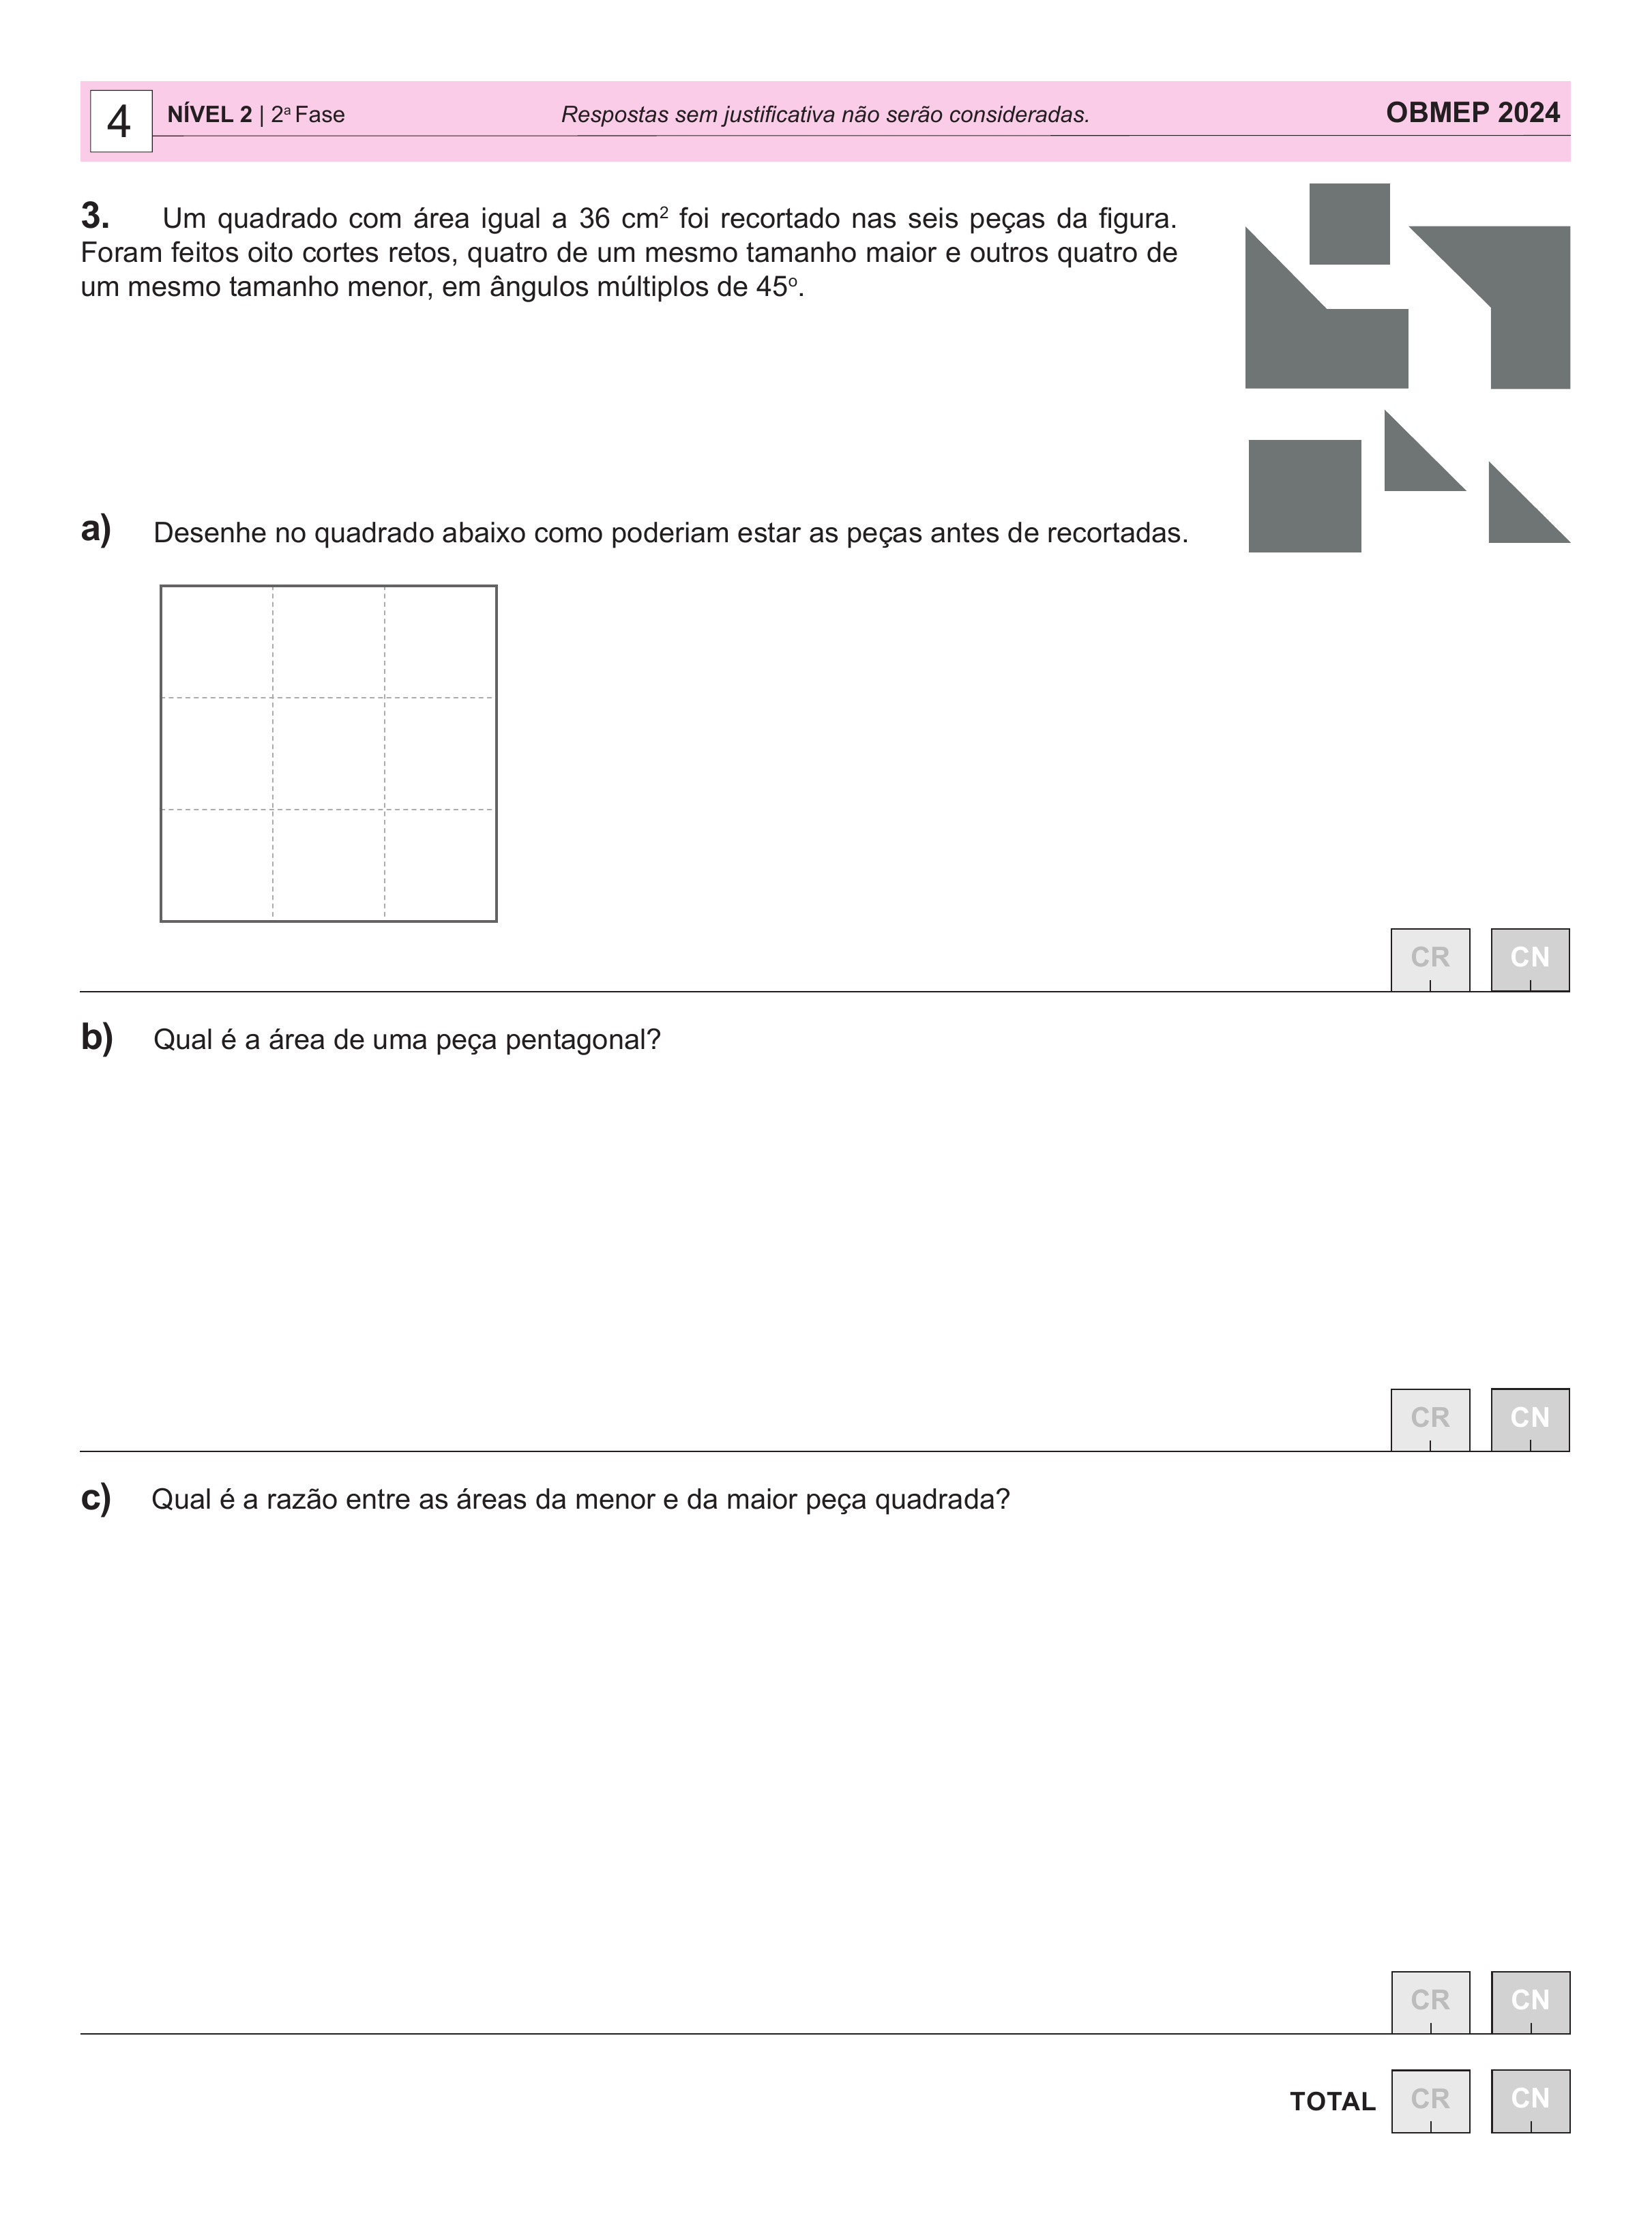 4 NÍVEL 2 | 2ª Fase Respostas sem justificativa não serão consideradas. OBMEP 2024
3. Um quadrado com área igual a 36 cm² foi recortado nas seis peças da figura.
Foram feitos oito cortes retos, quatro de um mesmo tamanho maior e outros quatro de
um mesmo tamanho menor, em ângulos múltiplos de 45º.
a) Desenhe no quadrado abaixo como poderiam estar as peças antes de recortadas.
CR CN
b) Qual é a área de uma peça pentagonal?
CR CN
c) Qual é a razão entre as áreas da menor e da maior peça quadrada?
CR CN
TOTAL CR CN